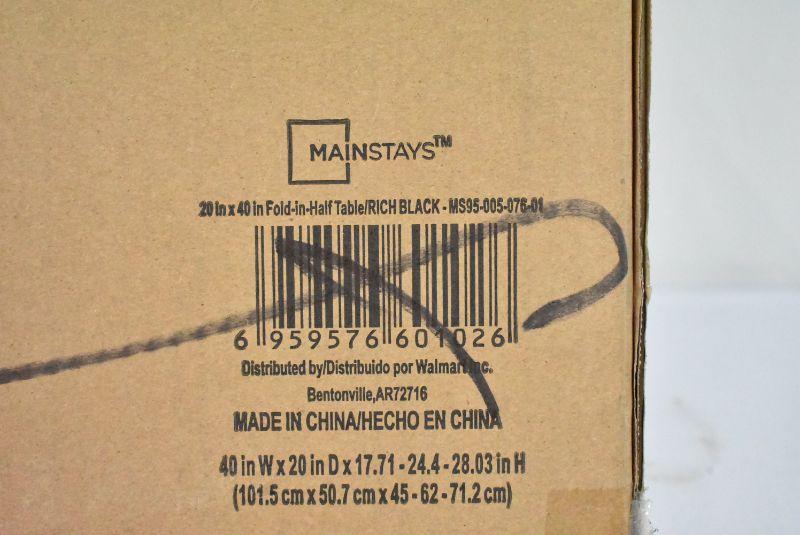 MAINSTAYS™
20 in x 40 in Fold-in-Half Table/RICH BLACK - MS95-005-076-01
6 959576 601026
Distributed by/Distribuido por Walmart Inc.
Bentonville,AR72716
MADE IN CHINA/HECHO EN CHINA
40 in W x 20 in D x 17.71 - 24.4 - 28.03 in H
(101.5 cm x 50.7 cm x 45 - 62 - 71.2 cm)